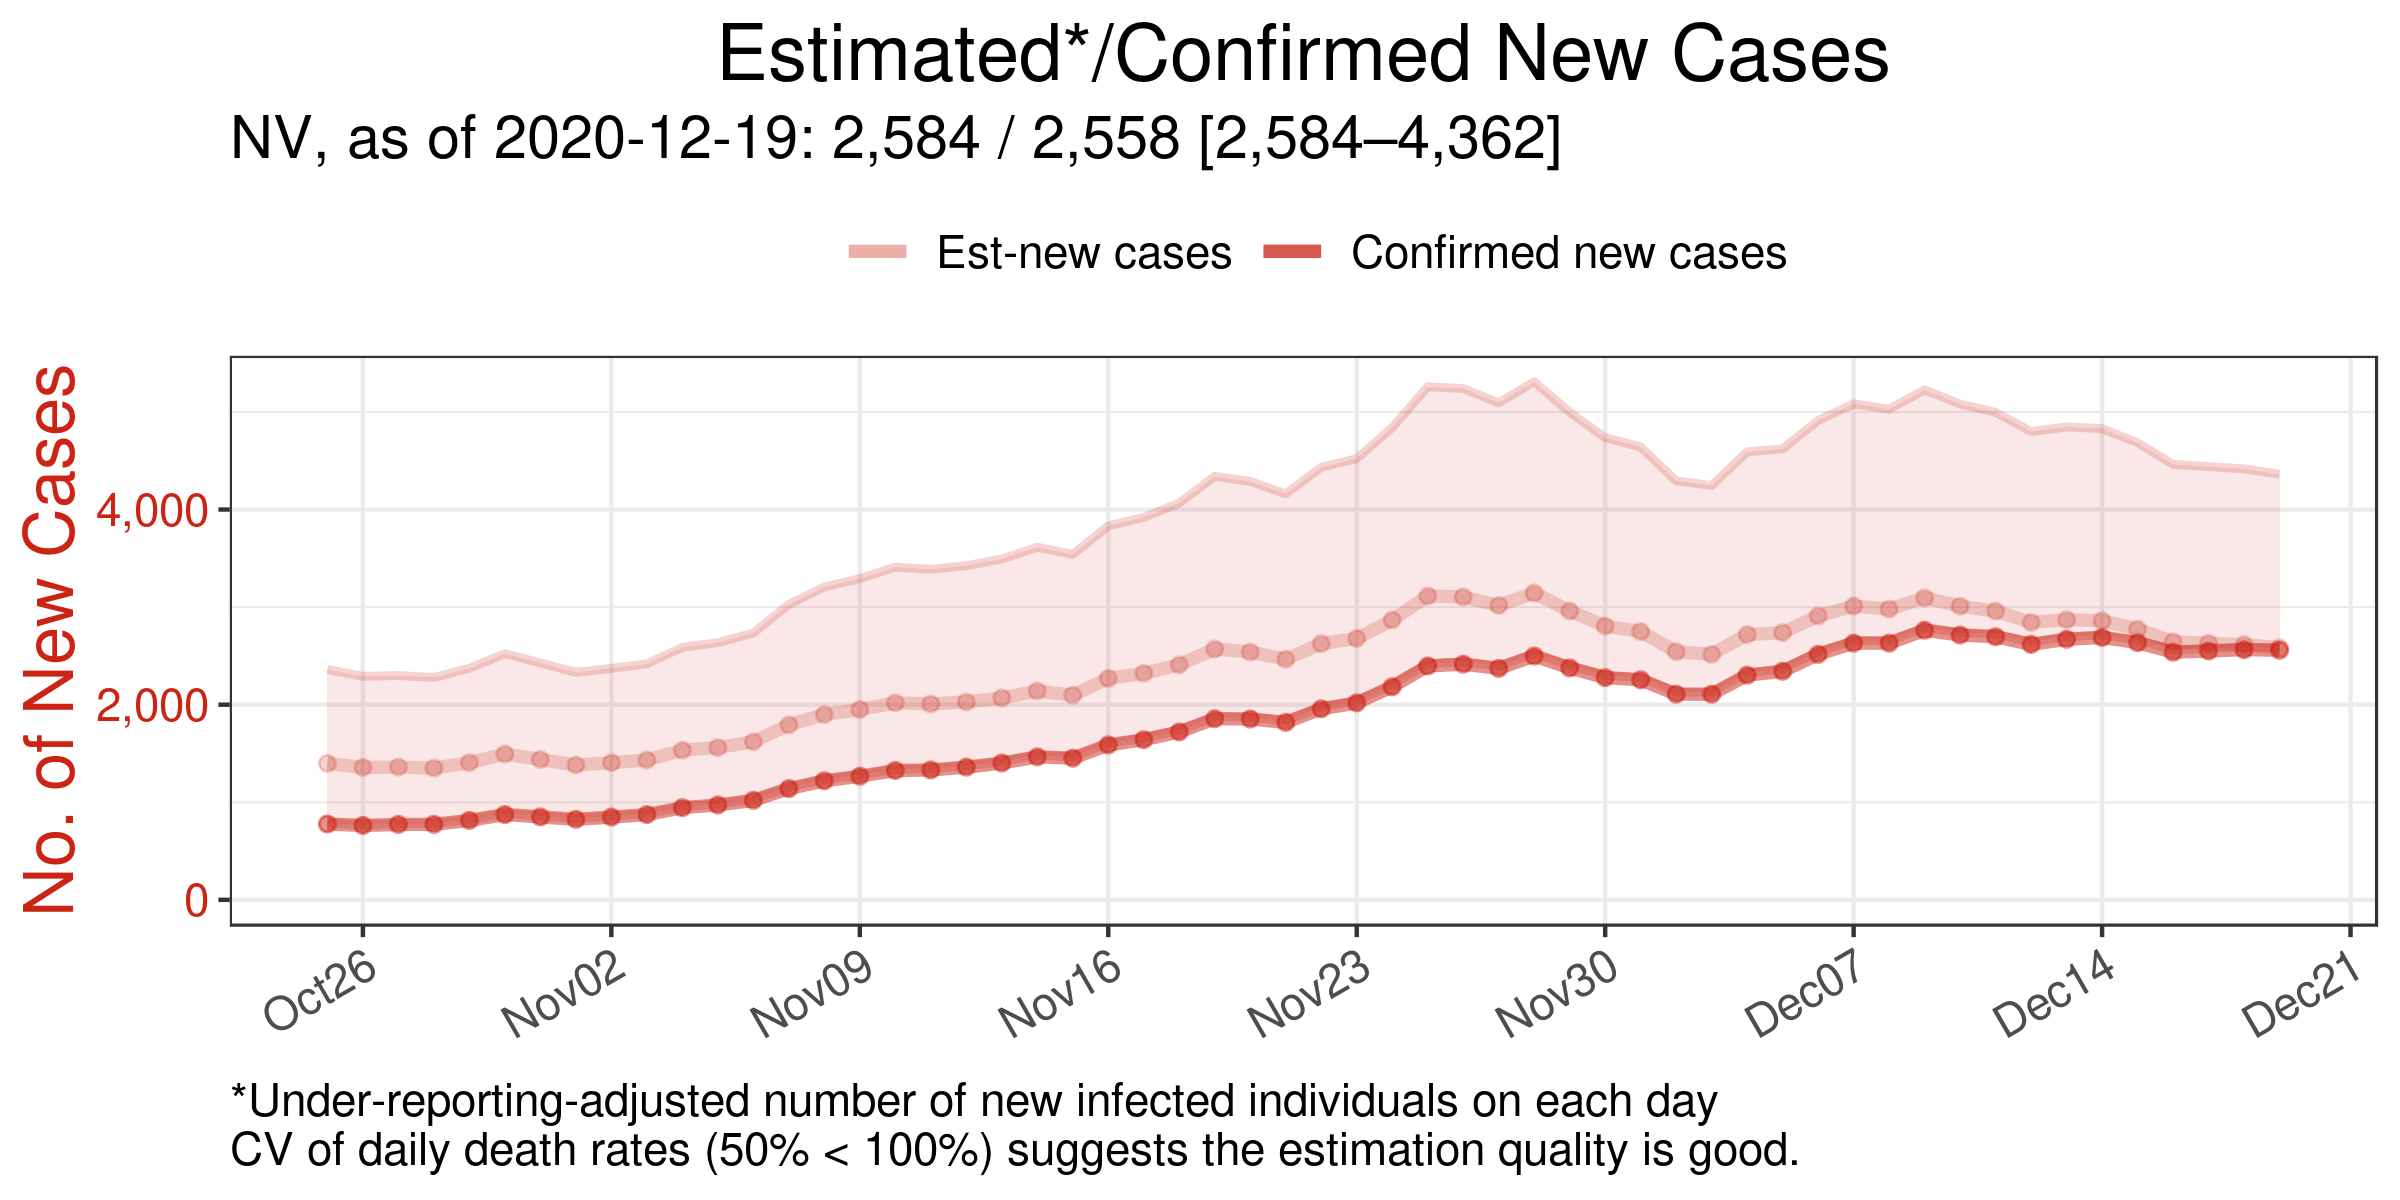 Estimated*/Confirmed New Cases
NV, as of 2020-12-19: 2,584 / 2,558 [2,584–4,362]
Est-new cases
Confirmed new cases
No. of New Cases
4,000
2,000
0
Oct26
Nov02
Nov09
Nov16
Nov23
Nov30
Dec07
Dec14
Dec21
*Under-reporting-adjusted number of new infected individuals on each day
CV of daily death rates (50% < 100%) suggests the estimation quality is good.